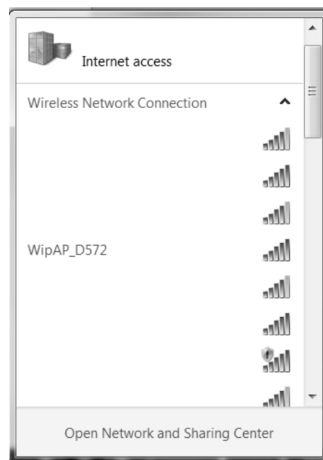 Internet access
Wireless Network Connection
WipAP_D572
Open Network and Sharing Center